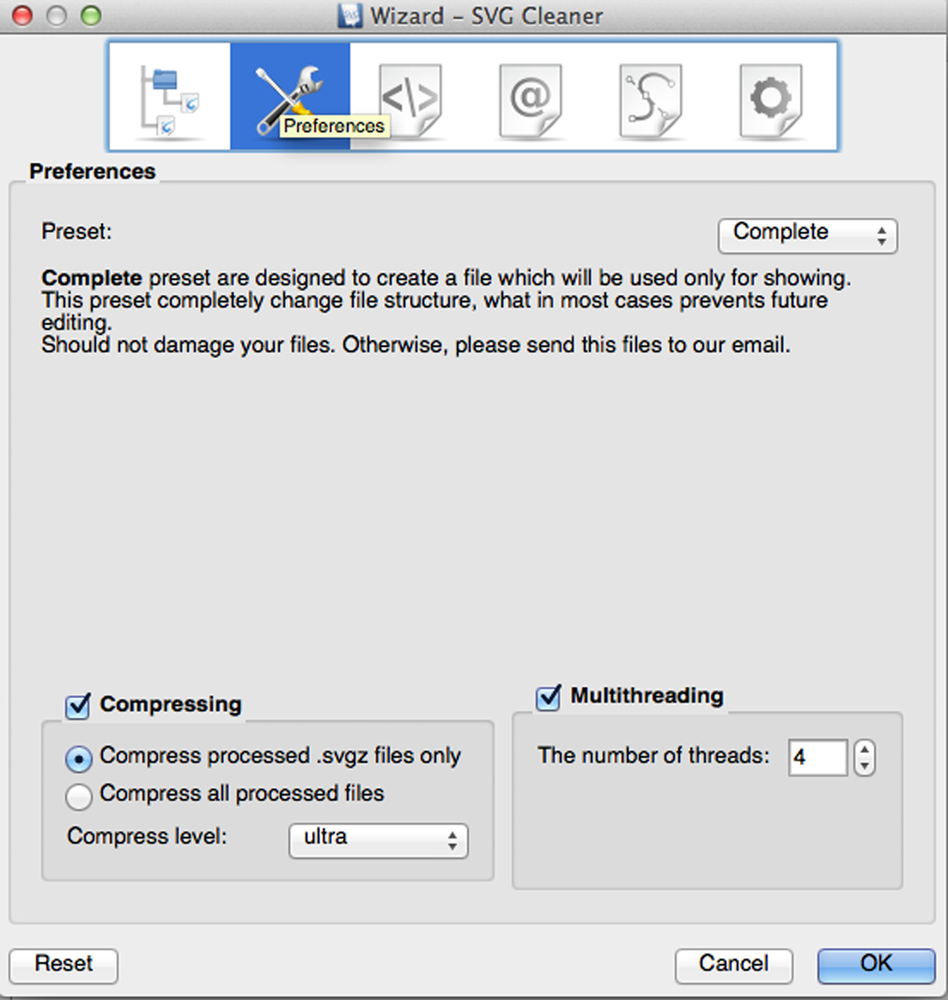 Wizard – SVG Cleaner
</>
@
Preferences
Preferences
Preset:
Complete
Complete preset are designed to create a file which will be used only for showing.
This preset completely change file structure, what in most cases prevents future
editing.
Should not damage your files. Otherwise, please send this files to our email.
Compressing
Compress processed .svgz files only
Compress all processed files
Compress level:
ultra
Multithreading
The number of threads:
4
Reset
Cancel
OK